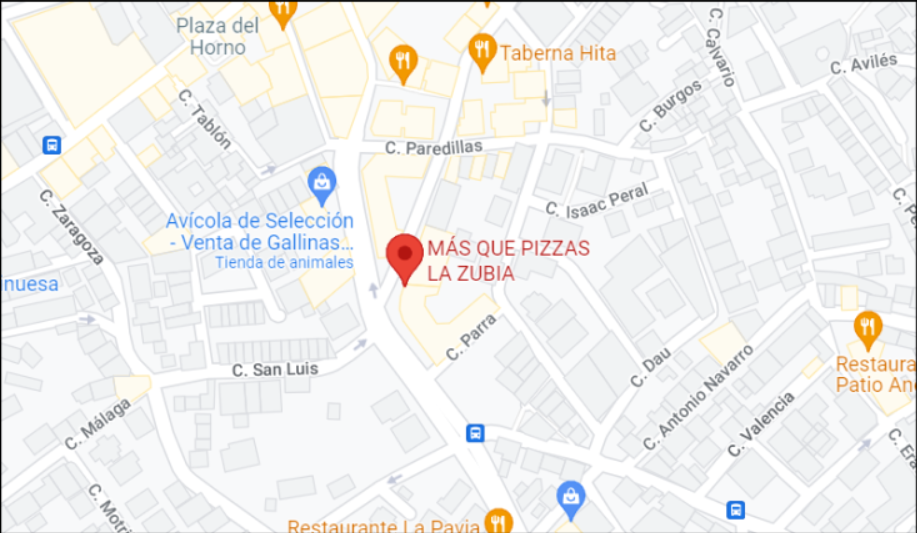 Plaza del
Horno
Taberna Hita
C. Calvario
C. Avilés
C. Burgos
C. Tablón
C. Paredillas
C. Zaragoza
C. Isaac Peral
Avícola de Selección
- Venta de Gallinas...
Tienda de animales
MÁS QUE PIZZAS
LA ZUBIA
nuesa
C. Parra
C. San Luis
C. Dau
C. Antonio Navarro
Restaura
Patio An
C. Málaga
C. Valencia
C. Motri
C. Era
Restaurante La Pavia